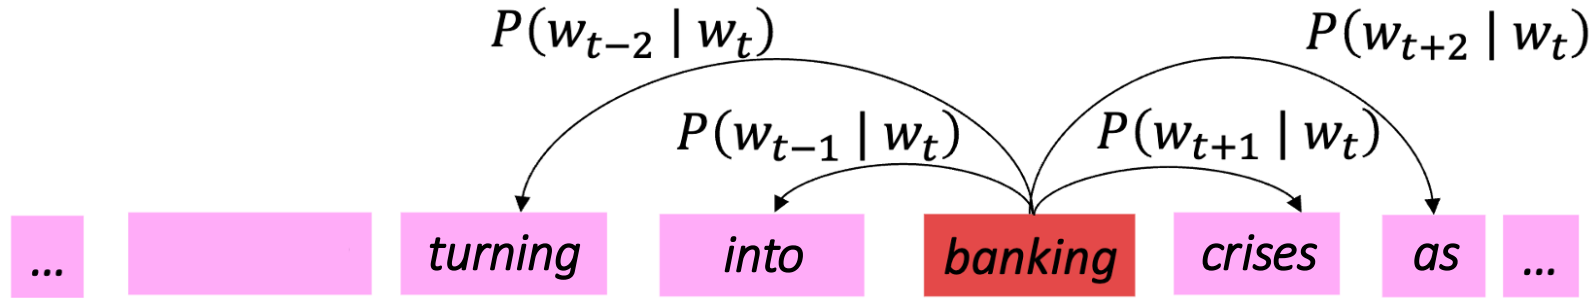 P(w_{t−2} | w_t) P(w_{t+2} | w_t)
P(w_{t−1} | w_t) P(w_{t+1} | w_t)
... turning into banking crises as ...